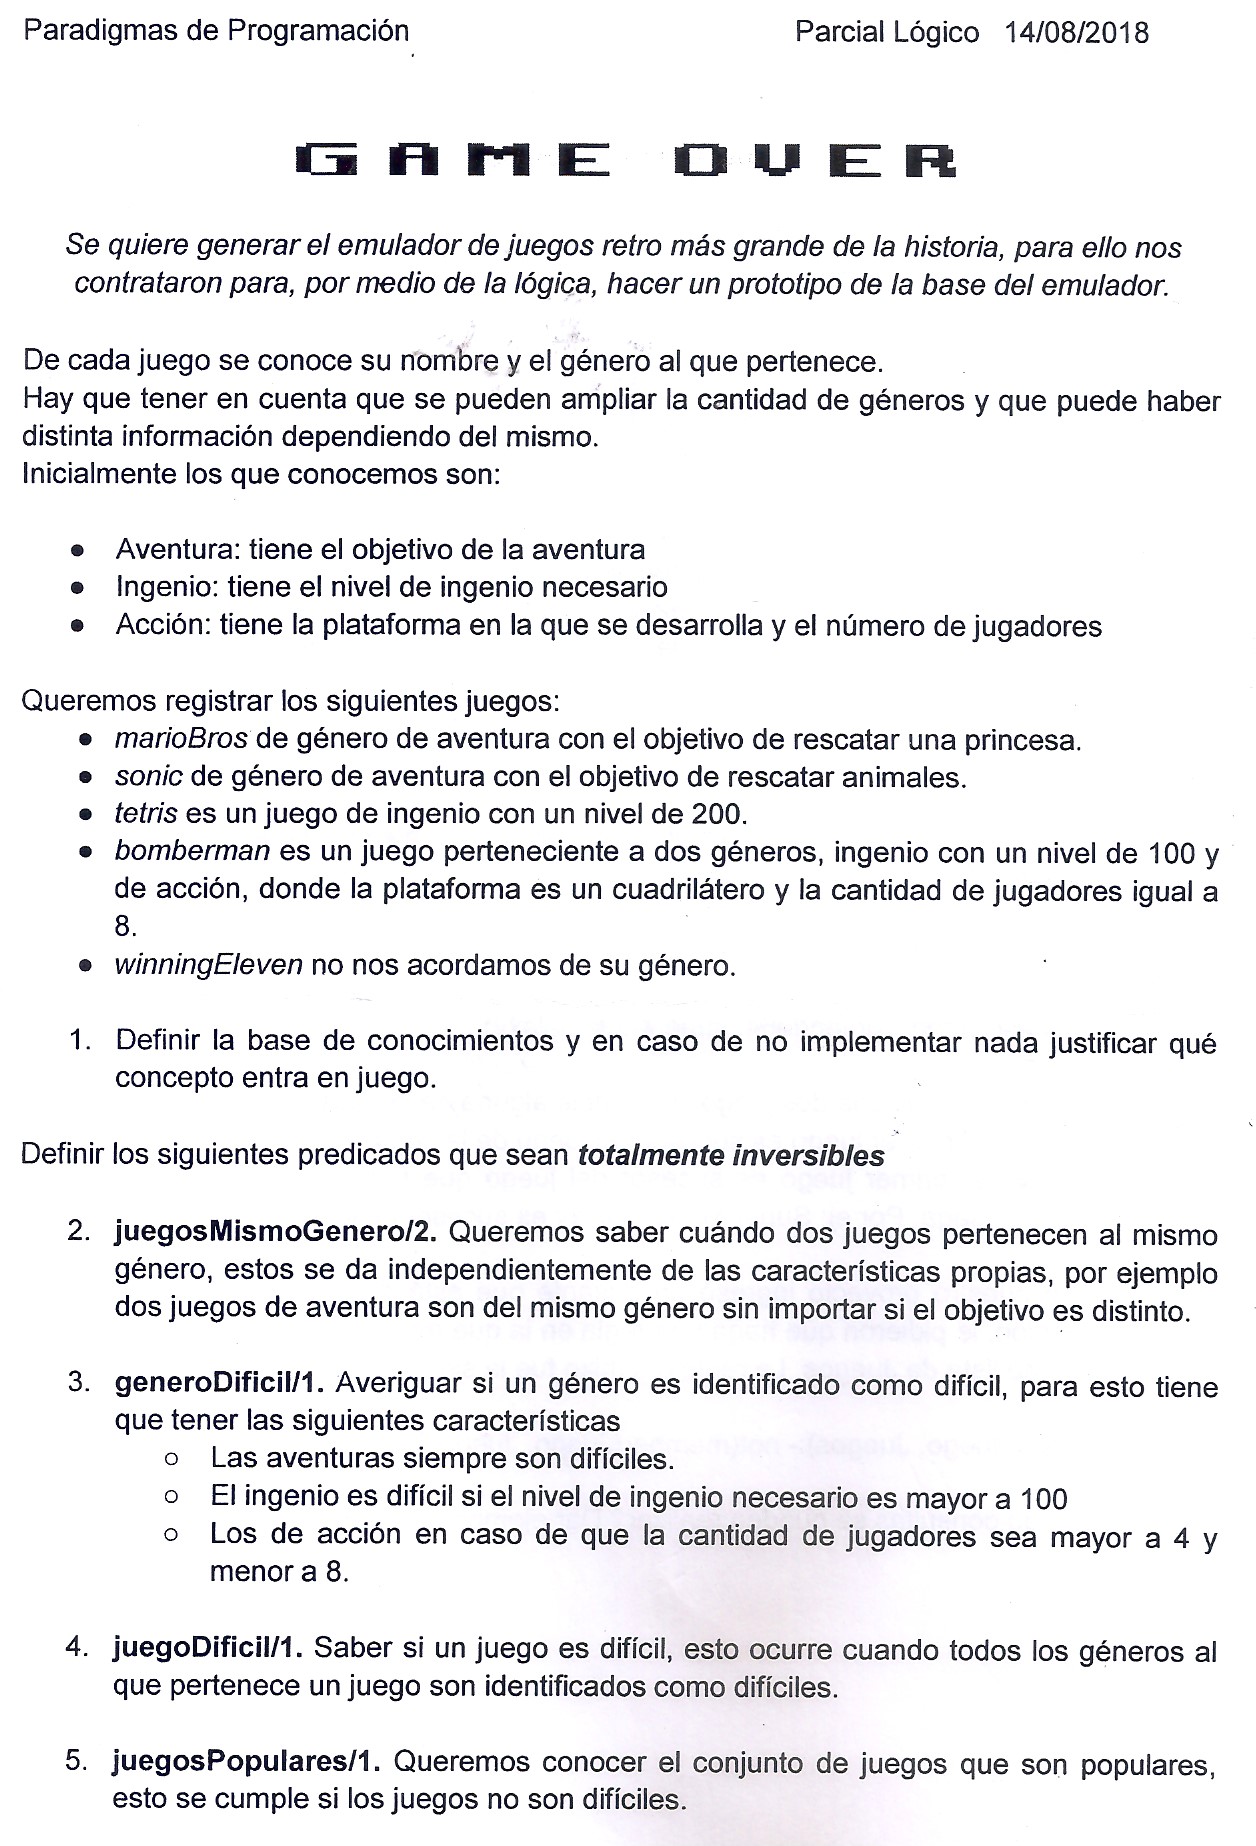 Paradigmas de Programación Parcial Lógico 14/08/2018
GAME OVER
Se quiere generar el emulador de juegos retro más grande de la historia, para ello nos
contrataron para, por medio de la lógica, hacer un prototipo de la base del emulador.
De cada juego se conoce su nombre y el género al que pertenece.
Hay que tener en cuenta que se pueden ampliar la cantidad de géneros y que puede haber
distinta información dependiendo del mismo.
Inicialmente los que conocemos son:
● Aventura: tiene el objetivo de la aventura
● Ingenio: tiene el nivel de ingenio necesario
● Acción: tiene la plataforma en la que se desarrolla y el número de jugadores
Queremos registrar los siguientes juegos:
● marioBros de género de aventura con el objetivo de rescatar una princesa.
● sonic de género de aventura con el objetivo de rescatar animales.
● tetris es un juego de ingenio con un nivel de 200.
● bomberman es un juego perteneciente a dos géneros, ingenio con un nivel de 100 y
de acción, donde la plataforma es un cuadrilátero y la cantidad de jugadores igual a
8.
● winningEleven no nos acordamos de su género.
1. Definir la base de conocimientos y en caso de no implementar nada justificar qué
concepto entra en juego.
Definir los siguientes predicados que sean totalmente inversibles
2. juegosMismoGenero/2. Queremos saber cuándo dos juegos pertenecen al mismo
género, estos se da independientemente de las características propias, por ejemplo
dos juegos de aventura son del mismo género sin importar si el objetivo es distinto.
3. generoDificil/1. Averiguar si un género es identificado como difícil, para esto tiene
que tener las siguientes características
○ Las aventuras siempre son difíciles.
○ El ingenio es difícil si el nivel de ingenio necesario es mayor a 100
○ Los de acción en caso de que la cantidad de jugadores sea mayor a 4 y
menor a 8.
4. juegoDificil/1. Saber si un juego es difícil, esto ocurre cuando todos los géneros al
que pertenece un juego son identificados como difíciles.
5. juegosPopulares/1. Queremos conocer el conjunto de juegos que son populares,
esto se cumple si los juegos no son difíciles.